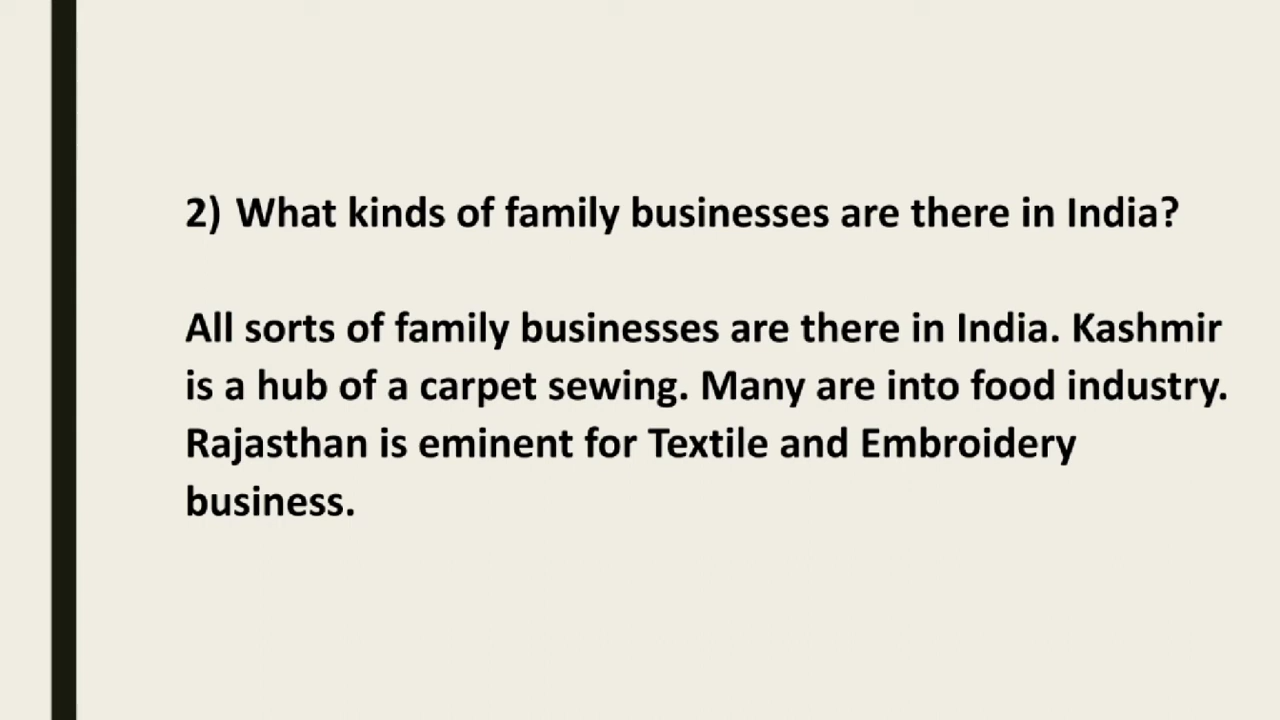 2) What kinds of family businesses are there in India?
All sorts of family businesses are there in India. Kashmir
is a hub of a carpet sewing. Many are into food industry.
Rajasthan is eminent for Textile and Embroidery
business.